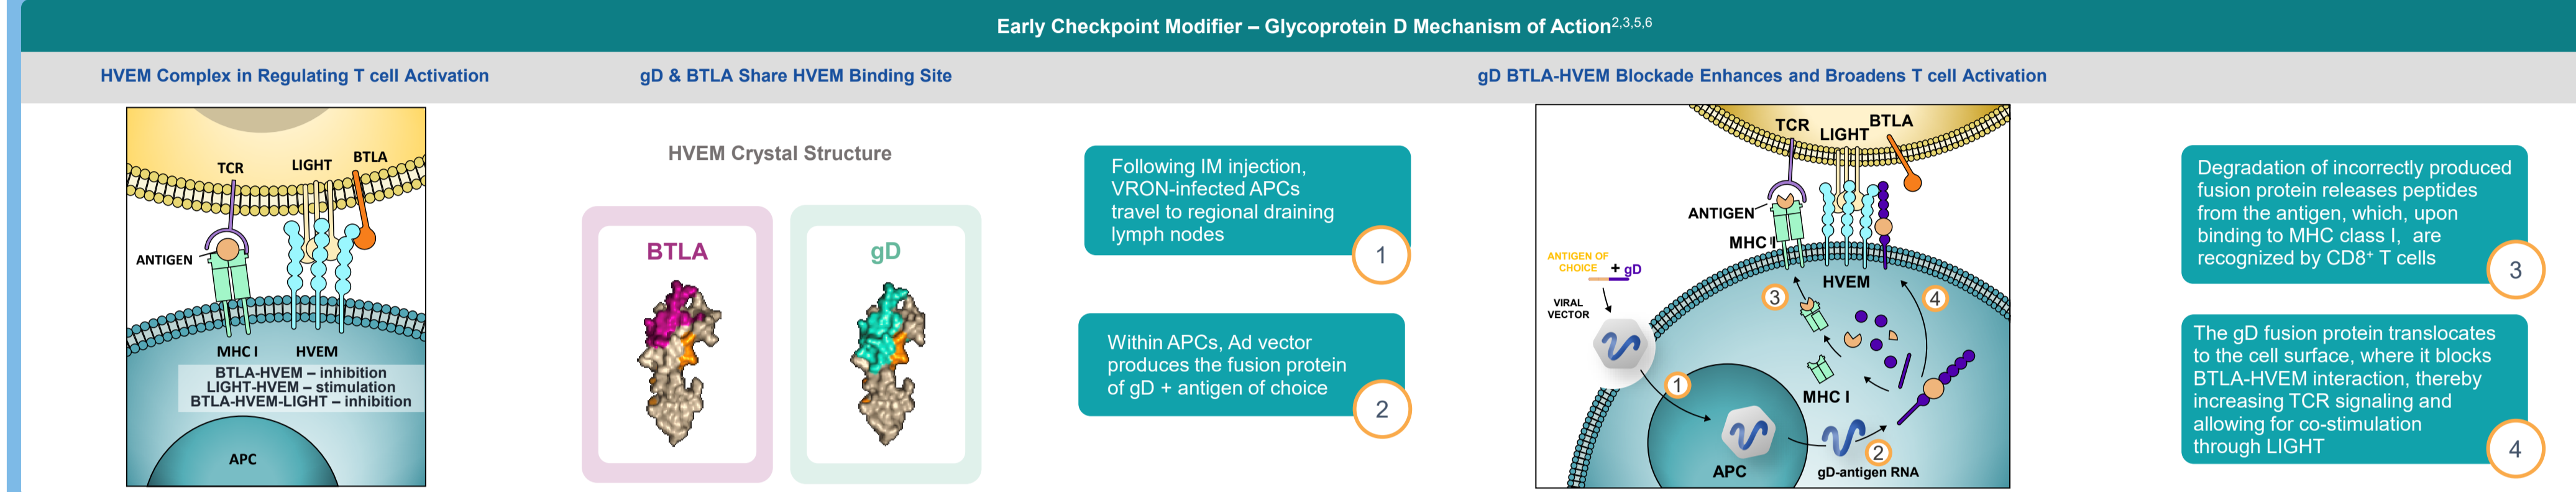 Early Checkpoint Modifier – Glycoprotein D Mechanism of Action2,3,5,6
HVEM Complex in Regulating T cell Activation
gD & BTLA Share HVEM Binding Site
gD BTLA-HVEM Blockade Enhances and Broadens T cell Activation
TCR
LIGHT
BTLA
ANTIGEN
MHC I
HVEM
BTLA-HVEM – inhibition
LIGHT-HVEM – stimulation
BTLA-HVEM-LIGHT – inhibition
APC
HVEM Crystal Structure
BTLA
gD
Following IM injection,
VRON-infected APCs
travel to regional draining
lymph nodes
1
Within APCs, Ad vector
produces the fusion protein
of gD + antigen of choice
2
TCR
LIGHT
BTLA
ANTIGEN
MHC I
ANTIGEN OF
CHOICE
+ gD
VIRAL
VECTOR
HVEM
3
4
1
MHC I
2
APC
gD-antigen RNA
Degradation of incorrectly produced
fusion protein releases peptides
from the antigen, which, upon
binding to MHC class I, are
recognized by CD8+ T cells
3
The gD fusion protein translocates
to the cell surface, where it blocks
BTLA-HVEM interaction, thereby
increasing TCR signaling and
allowing for co-stimulation
through LIGHT
4